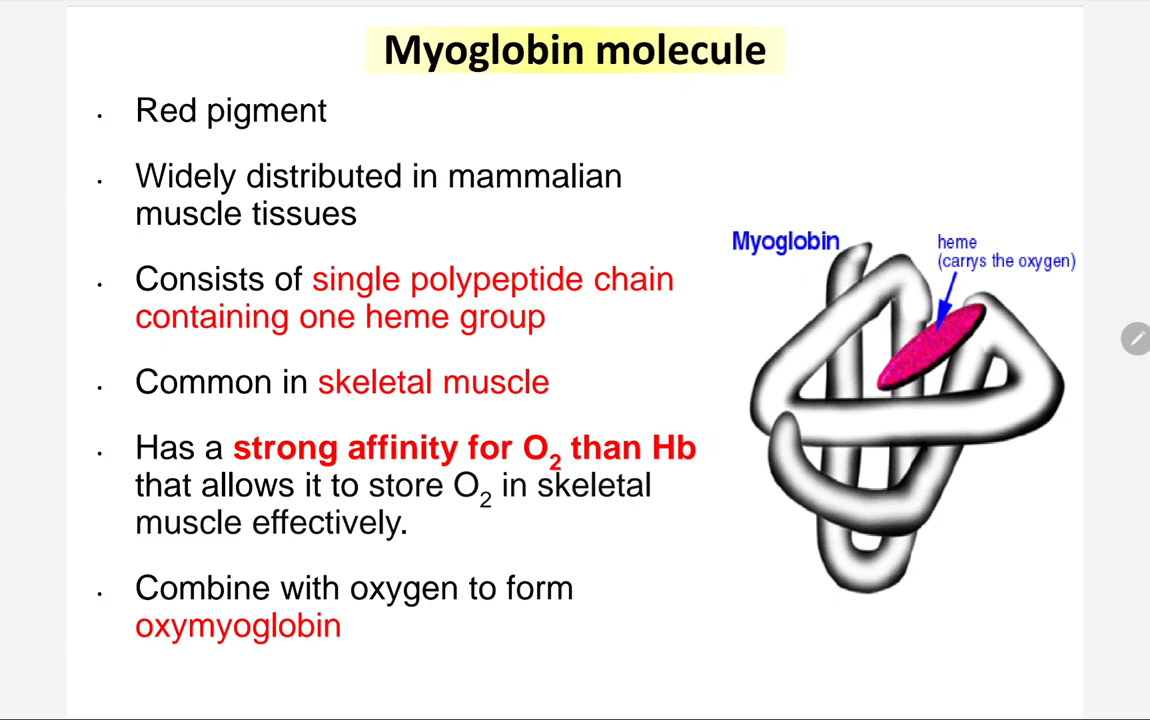 Myoglobin molecule
• Red pigment
• Widely distributed in mammalian
muscle tissues
• Consists of single polypeptide chain
containing one heme group
• Common in skeletal muscle
• Has a strong affinity for O₂ than Hb
that allows it to store O₂ in skeletal
muscle effectively.
• Combine with oxygen to form
oxymyoglobin
Myoglobin
heme
(carrys the oxygen)